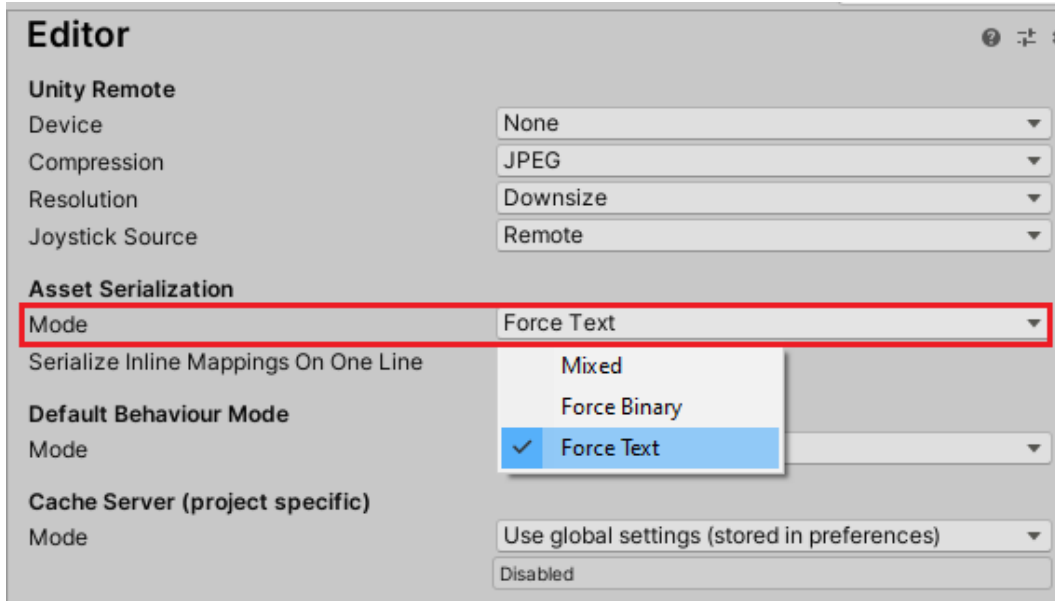 Editor
Unity Remote
Device None
Compression JPEG
Resolution Downsize
Joystick Source Remote
Asset Serialization
Mode Force Text
Serialize Inline Mappings On One Line
Mixed
Force Binary
Force Text
Default Behaviour Mode
Mode
Cache Server (project specific)
Mode Use global settings (stored in preferences)
Disabled